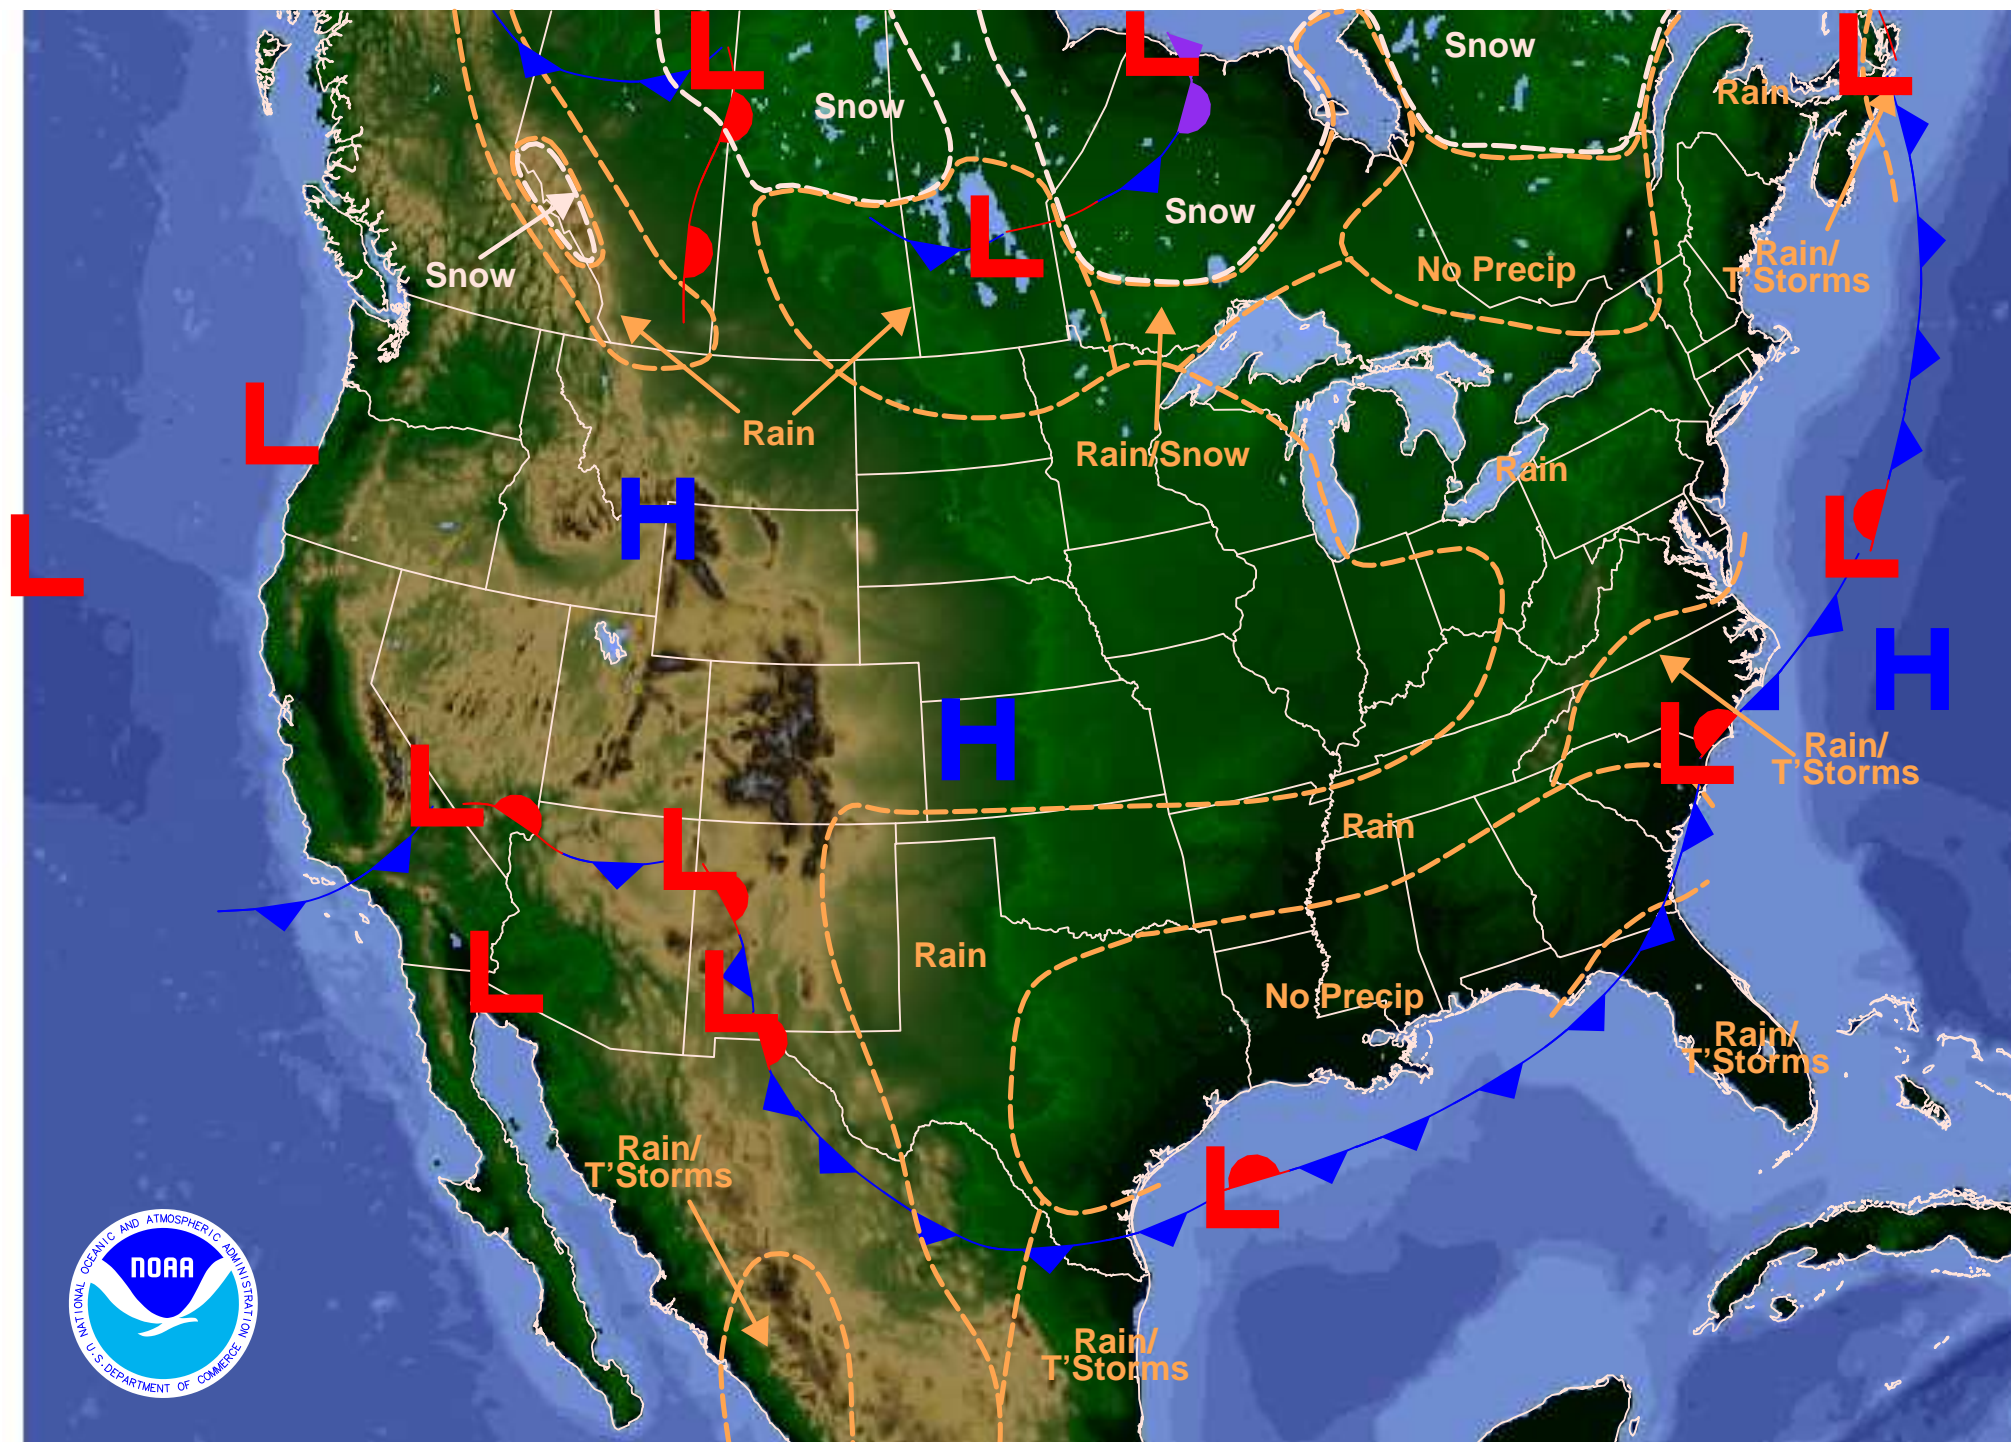 L
L
L
Snow
Snow
Rain
Snow
L
No Precip
Rain/
T'Storms
Snow
L
Rain
Rain/Snow
Rain
H
L
L
H
H
L
Rain/
T'Storms
L
L
Rain
Rain
L
L
No Precip
Rain/
T'Storms
Rain/
T'Storms
L
Rain/
T'Storms
NATIONAL OCEANIC AND ATMOSPHERIC ADMINISTRATION
NOAA
U.S. DEPARTMENT OF COMMERCE